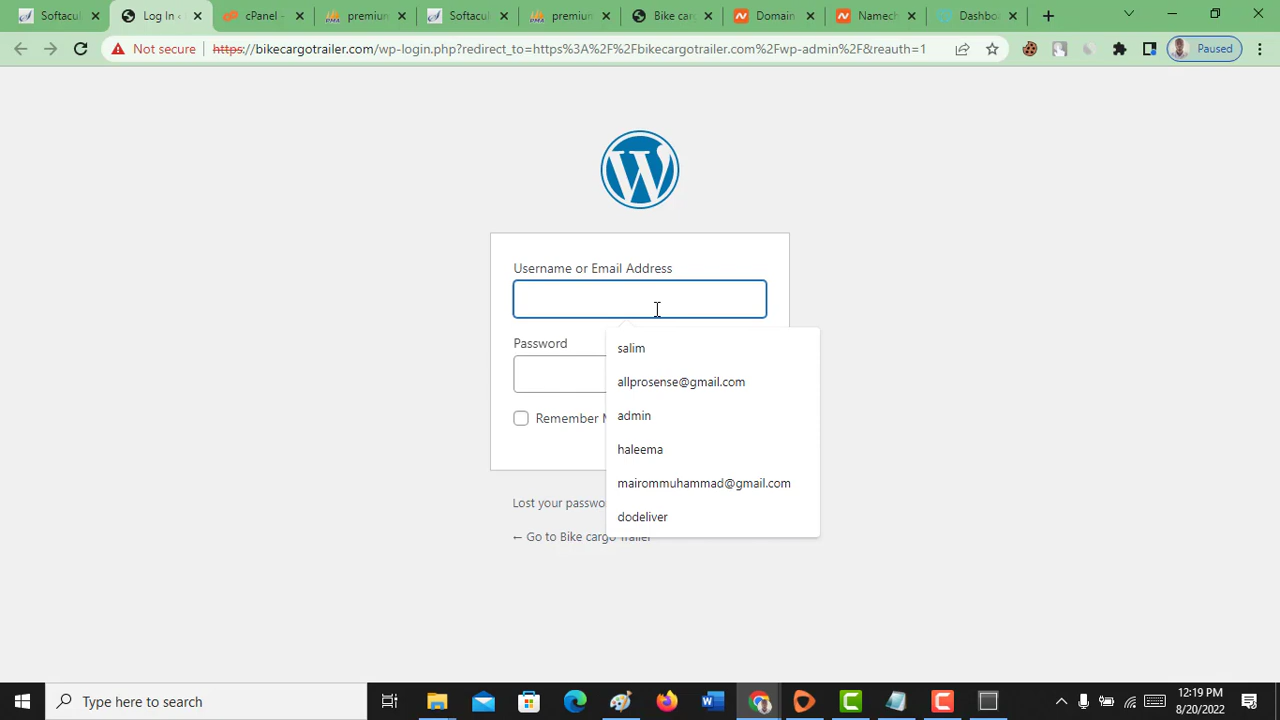 Softacul
Log In ‹
cPanel -
premium
Softacul
premium
Bike car
Domain
Namech
Dashbo
Not secure
https://bikecargotrailer.com/wp-login.php?redirect_to=https%3A%2F%2Fbikecargotrailer.com%2Fwp-admin%2F&reauth=1
Paused
Username or Email Address
Password
Remember M
Lost your passwo
← Go to Bike cargo Trailer
salim
allprosense@gmail.com
admin
haleema
mairommuhammad@gmail.com
dodeliver
Type here to search
12:19 PM
8/20/2022